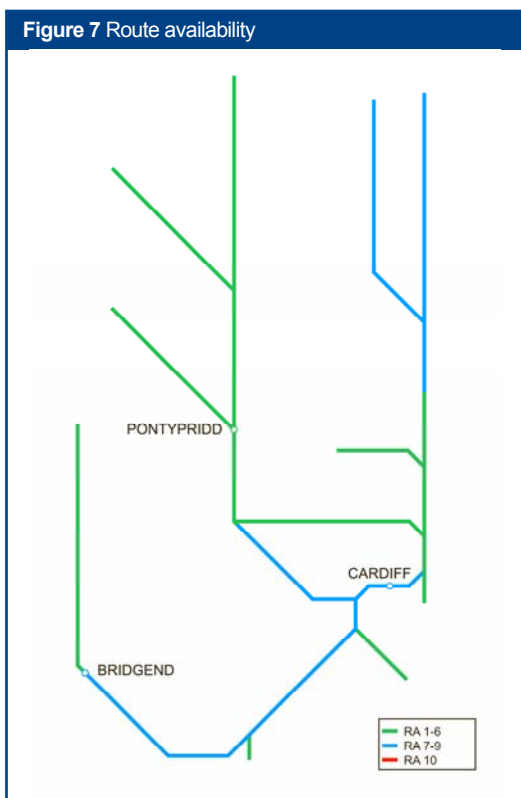 Figure 7 Route availability
PONTYPRIDD
CARDIFF
BRIDGEND
RA 1-6
RA 7-9
RA 10